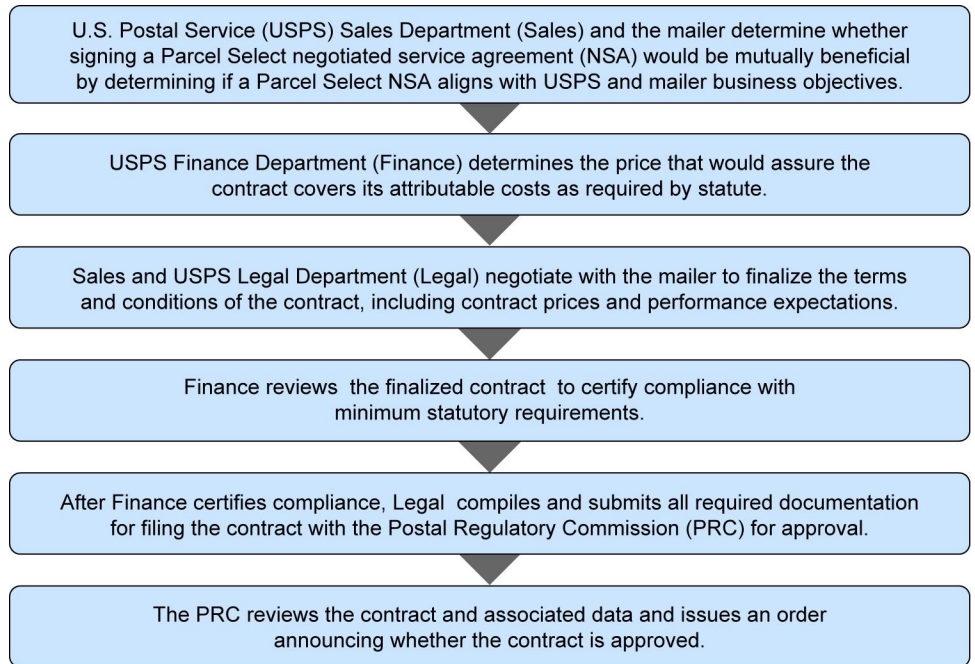 U.S. Postal Service (USPS) Sales Department (Sales) and the mailer determine whether
signing a Parcel Select negotiated service agreement (NSA) would be mutually beneficial
by determining if a Parcel Select NSA aligns with USPS and mailer business objectives.
USPS Finance Department (Finance) determines the price that would assure the
contract covers its attributable costs as required by statute.
Sales and USPS Legal Department (Legal) negotiate with the mailer to finalize the terms
and conditions of the contract, including contract prices and performance expectations.
Finance reviews the finalized contract to certify compliance with
minimum statutory requirements.
After Finance certifies compliance, Legal compiles and submits all required documentation
for filing the contract with the Postal Regulatory Commission (PRC) for approval.
The PRC reviews the contract and associated data and issues an order
announcing whether the contract is approved.